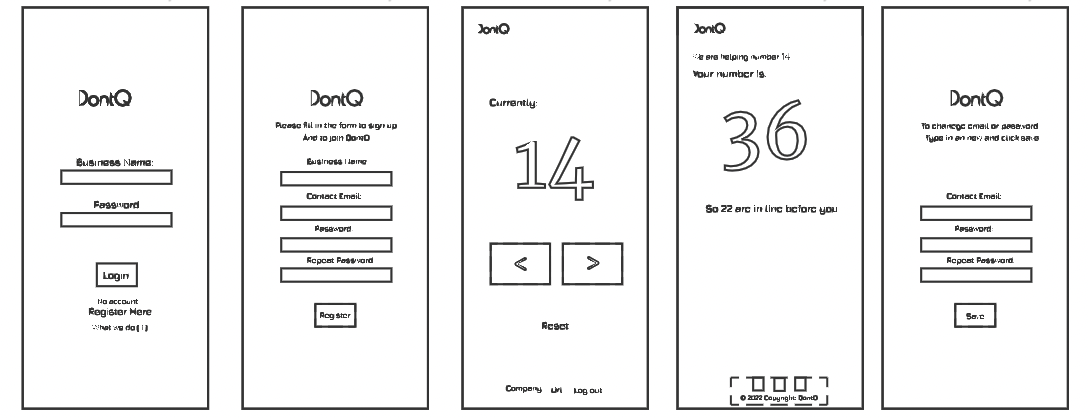 DontQ
Business Name:
Password
Login
No account
Register Here
What we do( ! )
DontQ
Please fill in the form to sign up
And to join DontQ
Business Name
Contact Email:
Password:
Repeat Password
Register
DontQ
Currently:
14
<
>
Reset
Company Url Log out
DontQ
We are helping number 14
Your number is:
36
So 22 are in line before you
© 2022 Copyright: DontQ
DontQ
To change email or password
Type in an new and click save
Contact Email:
Password:
Repeat Password
Save